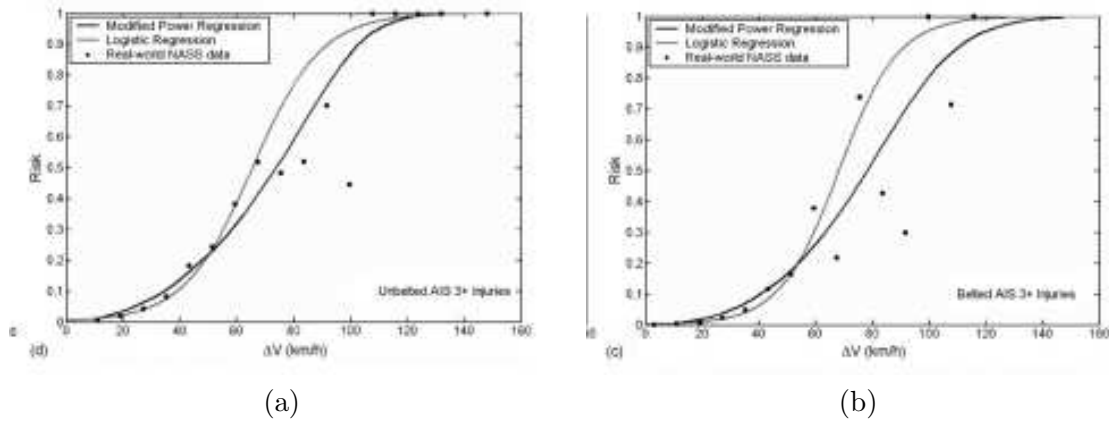 1
0.9
0.8
0.7
0.6
0.5
0.4
0.3
0.2
0.1
0
Risk
Modified Power Regression
Logistic Regression
Real-world NASS data
Unbelted AIS 3+ Injuries
0 20 40 60 80 100 120 140 160
ΔV (km/h)
(d)
(a)
1
0.9
0.8
0.7
0.6
0.5
0.4
0.3
0.2
0.1
0
Risk
Modified Power Regression
Logistic Regression
Real-world NASS data
Belted AIS 3+ Injuries
0 20 40 60 80 100 120 140 160
ΔV (km/h)
(c)
(b)